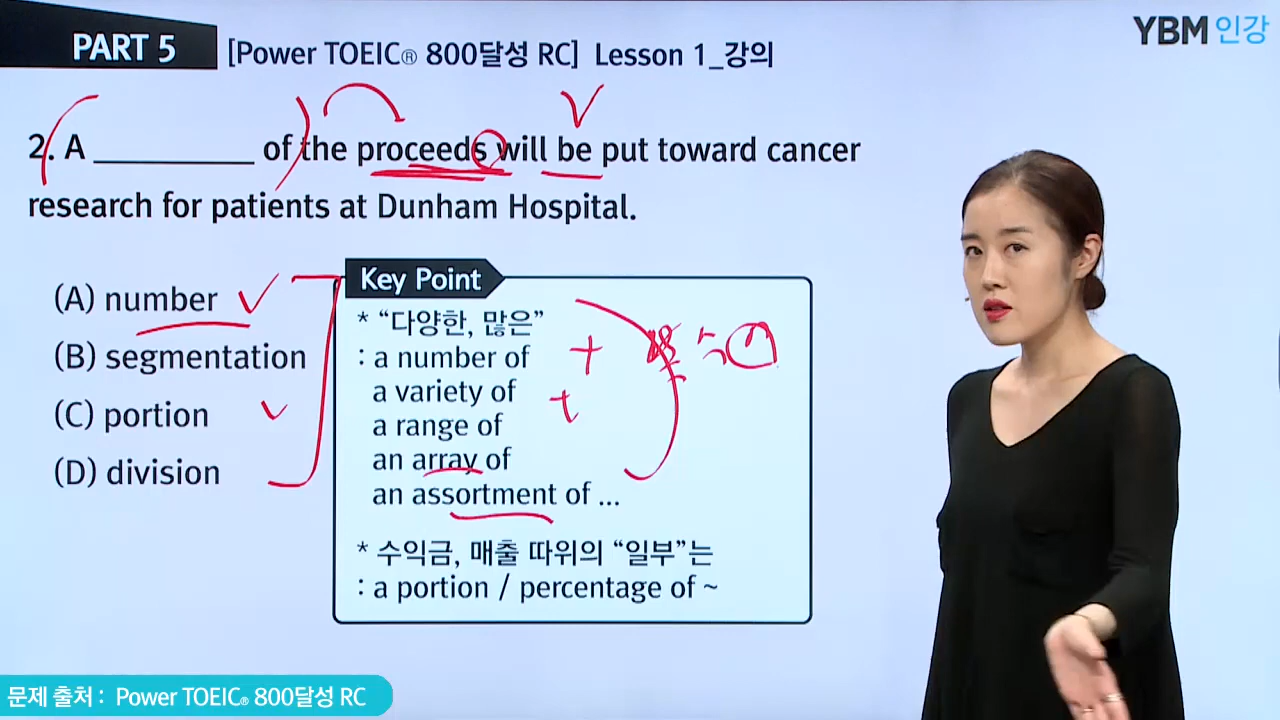 PART 5
[Power TOEIC® 800달성 RC] Lesson 1_강의
YBM 인강
2. A ____________ of the proceeds will be put toward cancer
research for patients at Dunham Hospital.
(A) number
(B) segmentation
(C) portion
(D) division
Key Point
* “다양한, 많은”
: a number of
a variety of
a range of
an array of
an assortment of ...
* 수익금, 매출 따위의 “일부”는
: a portion / percentage of ~
문제 출처 : Power TOEIC® 800달성 RC